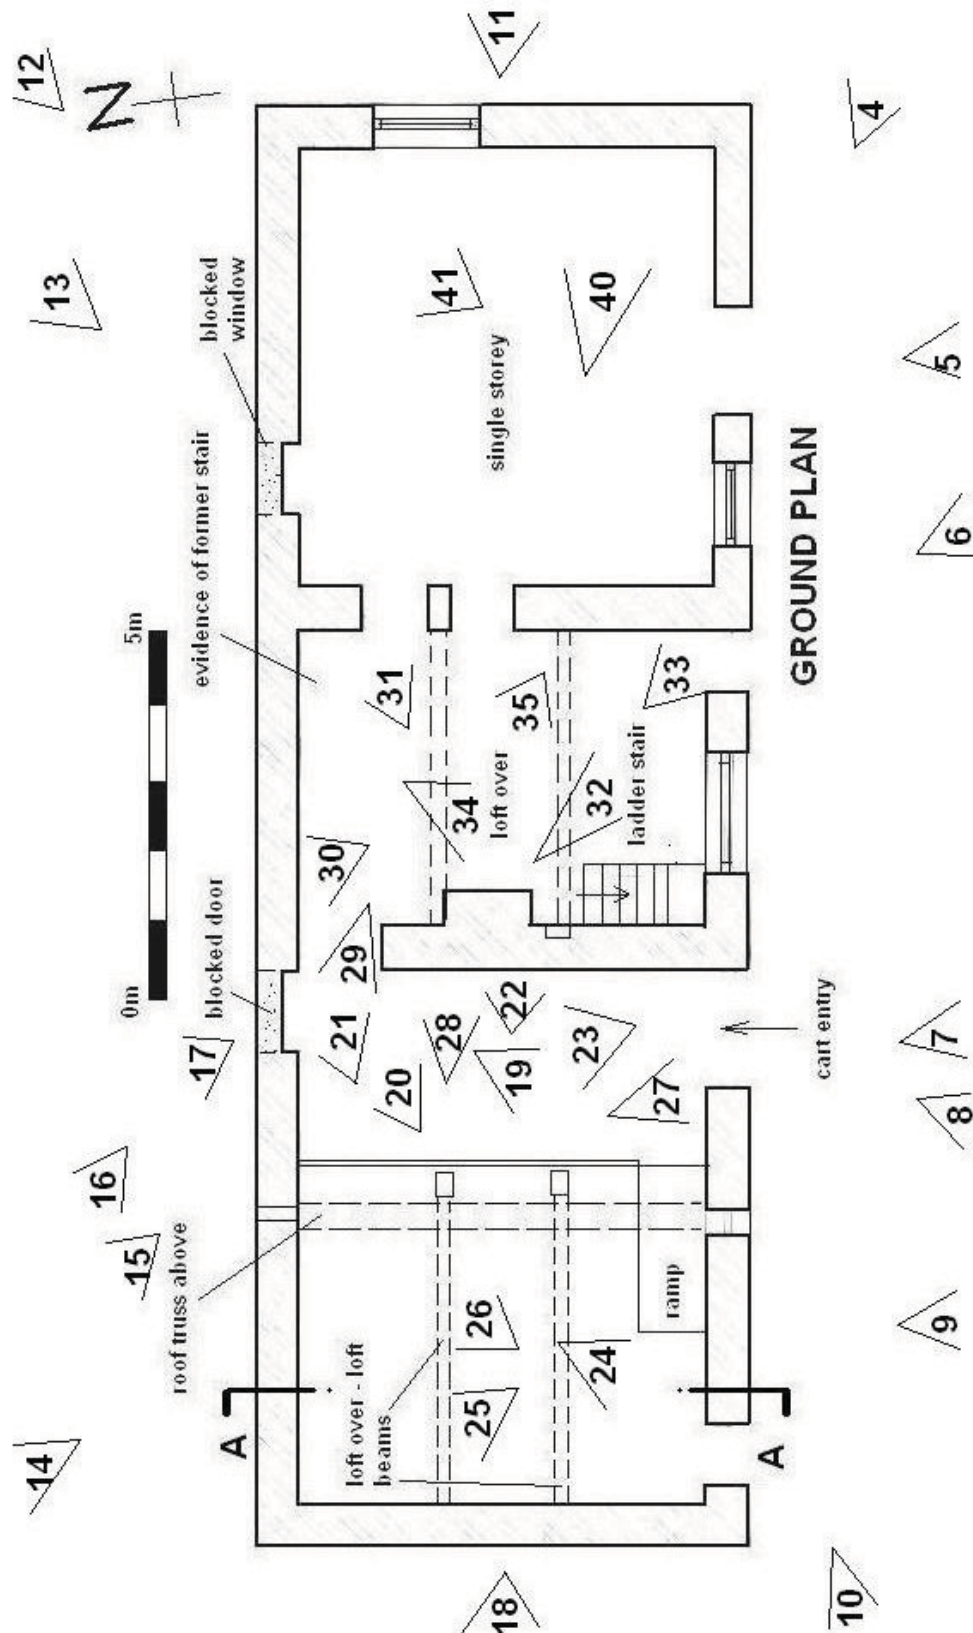 11
12
N
4
13
blocked
window
41
40
5
single storey
evidence of former stair
5m
6
GROUND PLAN
31
35
33
34
loft over
32
ladder stair
30
blocked door
0m
29
22
21
28
23
17
20
19
27
cart entry
7
8
16
15
roof truss above
26
ramp
9
24
25
loft over - loft
beams
A
A
14
18
10